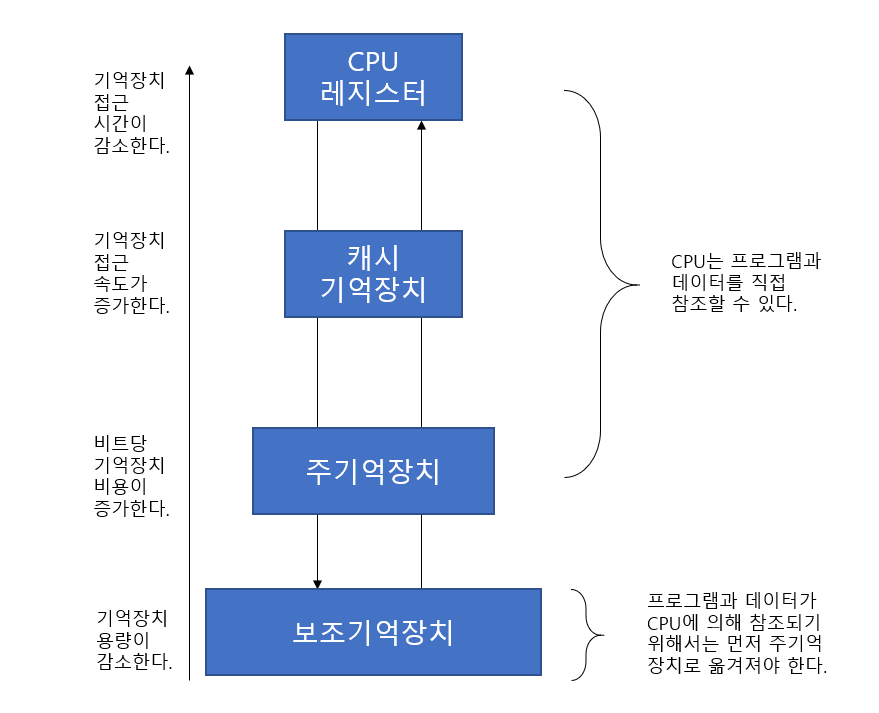 CPU
레지스터
기억장치
접근
시간이
감소한다.
캐시
기억장치
기억장치
접근
속도가
증가한다.
CPU는 프로그램과
데이터를 직접
참조할 수 있다.
주기억장치
비트당
기억장치
비용이
증가한다.
보조기억장치
기억장치
용량이
감소한다.
프로그램과 데이터가
CPU에 의해 참조되기
위해서는 먼저 주기억
장치로 옮겨져야 한다.